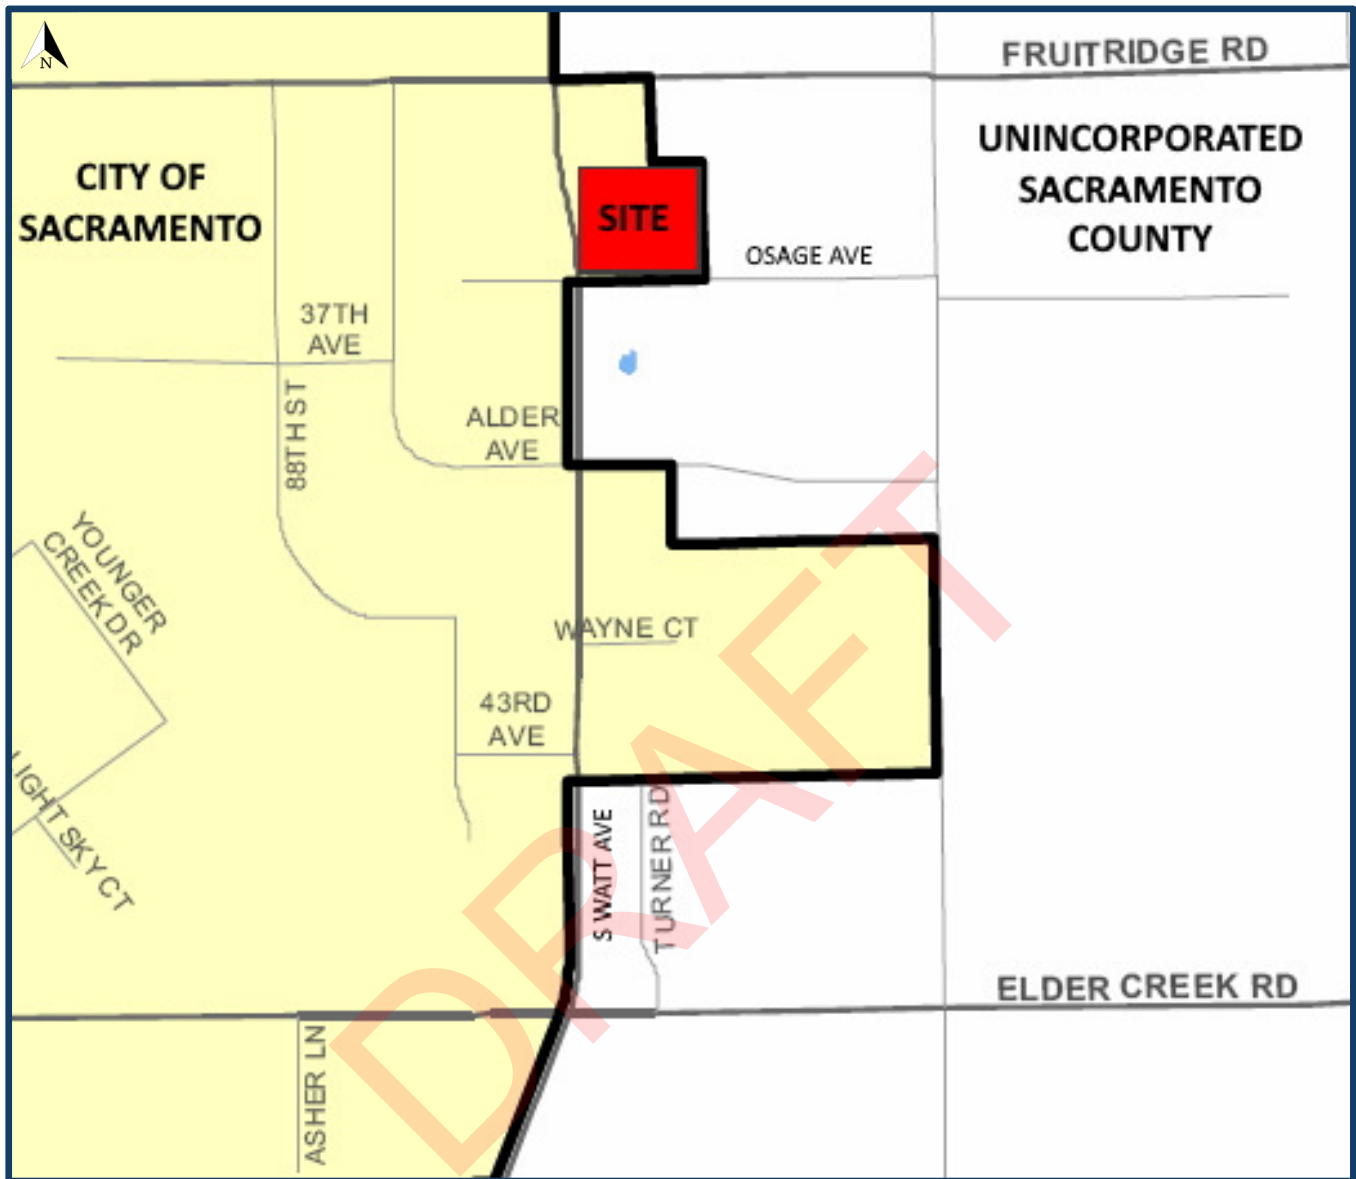 N
FRUITRIDGE RD
CITY OF
SACRAMENTO
UNINCORPORATED
SACRAMENTO
COUNTY
SITE
OSAGE AVE
37TH
AVE
88TH ST
ALDER
AVE
YOUNGER
CREEK DR
WAYNE CT
43RD
AVE
LIGHT SKY CT
S WATT AVE
TURNER RD
ELDER CREEK RD
ASHER LN
DRAFT